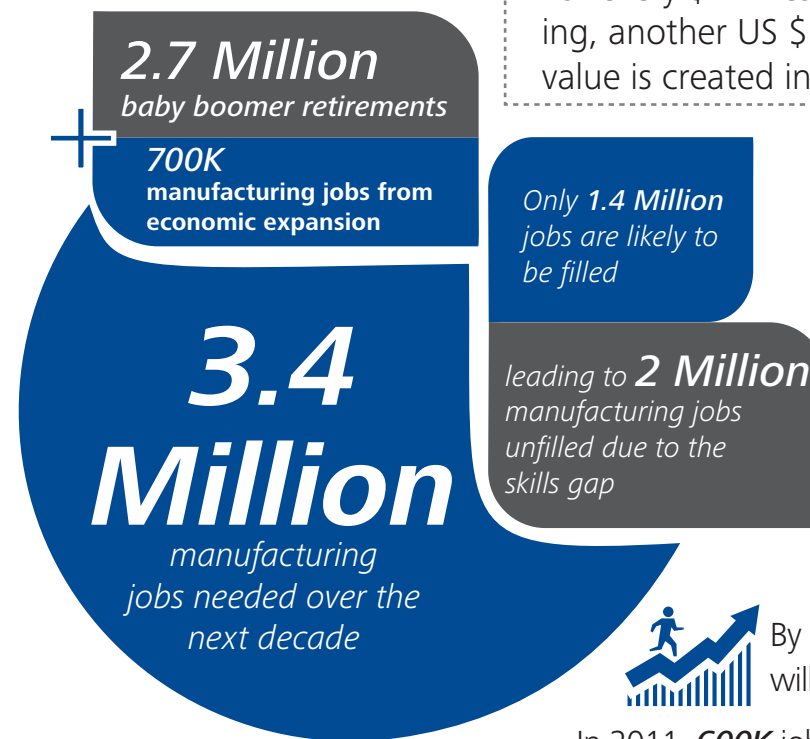 ing, another US $
value is created in
2.7 Million
baby boomer retirements
700K
manufacturing jobs from
economic expansion
Only 1.4 Million
jobs are likely to
be filled
leading to 2 Million
manufacturing jobs
unfilled due to the
skills gap
3.4
Million
manufacturing
jobs needed over the
next decade
By
will
In 2011, 600K